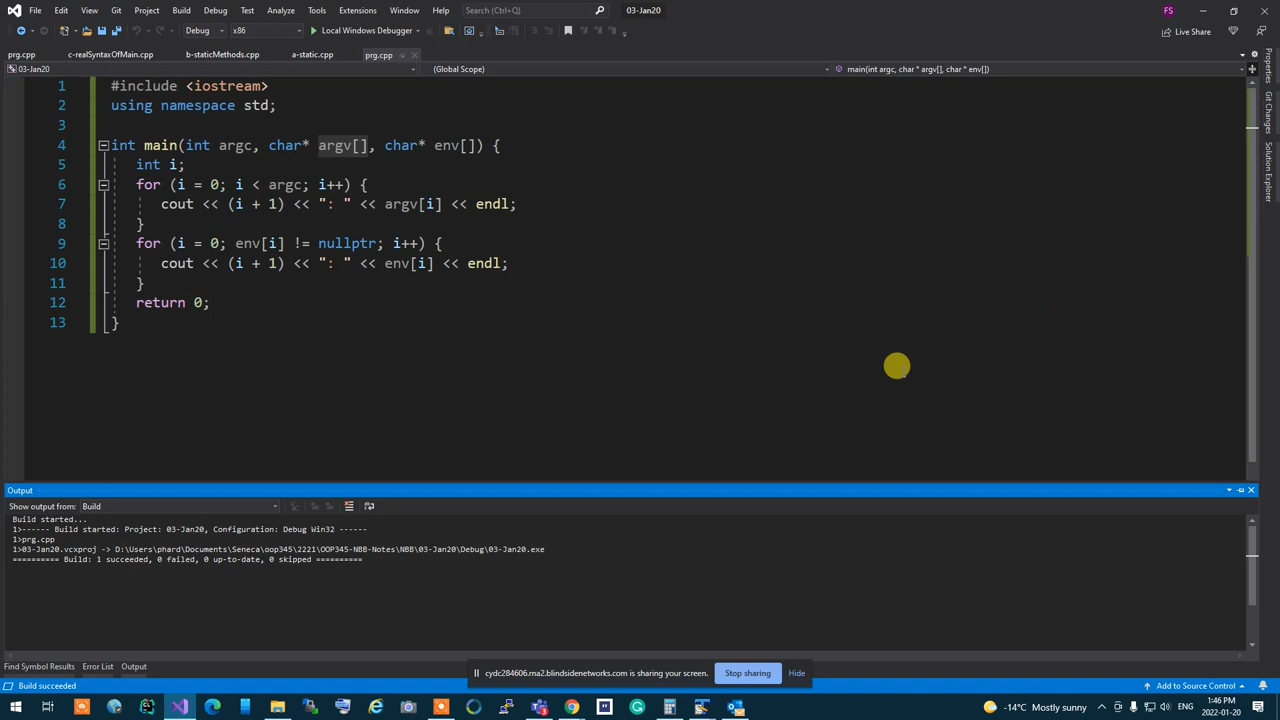 File Edit View Git Project Build Debug Test Analyze Tools Extensions Window Help Search (Ctrl+Q) 03-Jan20 FS
Debug x86 Local Windows Debugger Live Share
prg.cpp c-realSyntaxOfMain.cpp b-staticMethods.cpp a-static.cpp prg.cpp
03-Jan20 (Global Scope) main(int argc, char * argv[], char * env[])
1 #include <iostream>
2 using namespace std;
3
4 int main(int argc, char* argv[], char* env[]) {
5 int i;
6 for (i = 0; i < argc; i++) {
7 cout << (i + 1) << ": " << argv[i] << endl;
8 }
9 for (i = 0; env[i] != nullptr; i++) {
10 cout << (i + 1) << ": " << env[i] << endl;
11 }
12 return 0;
13 }
Properties
Git Changes
Solution Explorer
Output
Show output from: Build
Build started...
1>------ Build started: Project: 03-Jan20, Configuration: Debug Win32 ------
1>prg.cpp
1>03-Jan20.vcxproj -> D:\Users\phard\Documents\Seneca\oop345\2221\OOP345-NBB-Notes\NBB\03-Jan20\Debug\03-Jan20.exe
========== Build: 1 succeeded, 0 failed, 0 up-to-date, 0 skipped ==========
Find Symbol Results Error List Output
cydc284606.rna2.blindsidenetworks.com is sharing your screen. Stop sharing Hide
Build succeeded Add to Source Control
-14°C Mostly sunny ENG 1:46 PM
2022-01-20